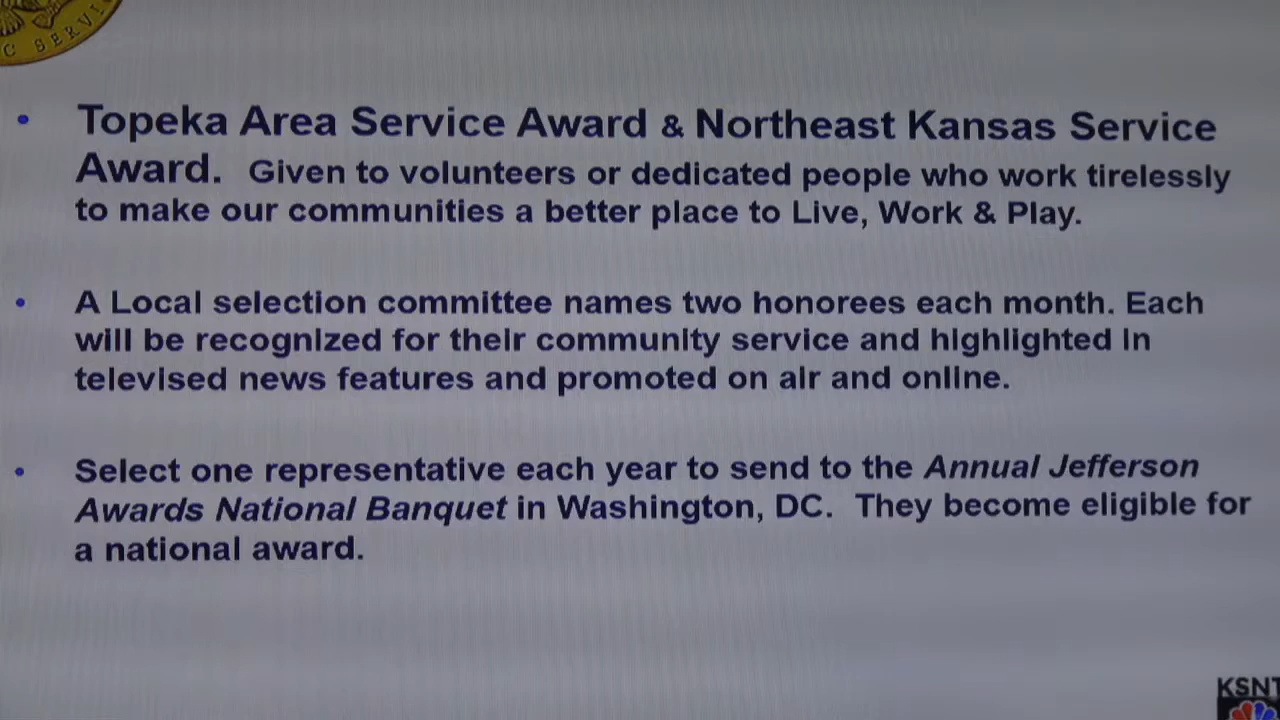 C SERVI
• Topeka Area Service Award & Northeast Kansas Service
Award. Given to volunteers or dedicated people who work tirelessly
to make our communities a better place to Live, Work & Play.
• A Local selection committee names two honorees each month. Each
will be recognized for their community service and highlighted in
televised news features and promoted on air and online.
• Select one representative each year to send to the Annual Jefferson
Awards National Banquet in Washington, DC. They become eligible for
a national award.
KSNT